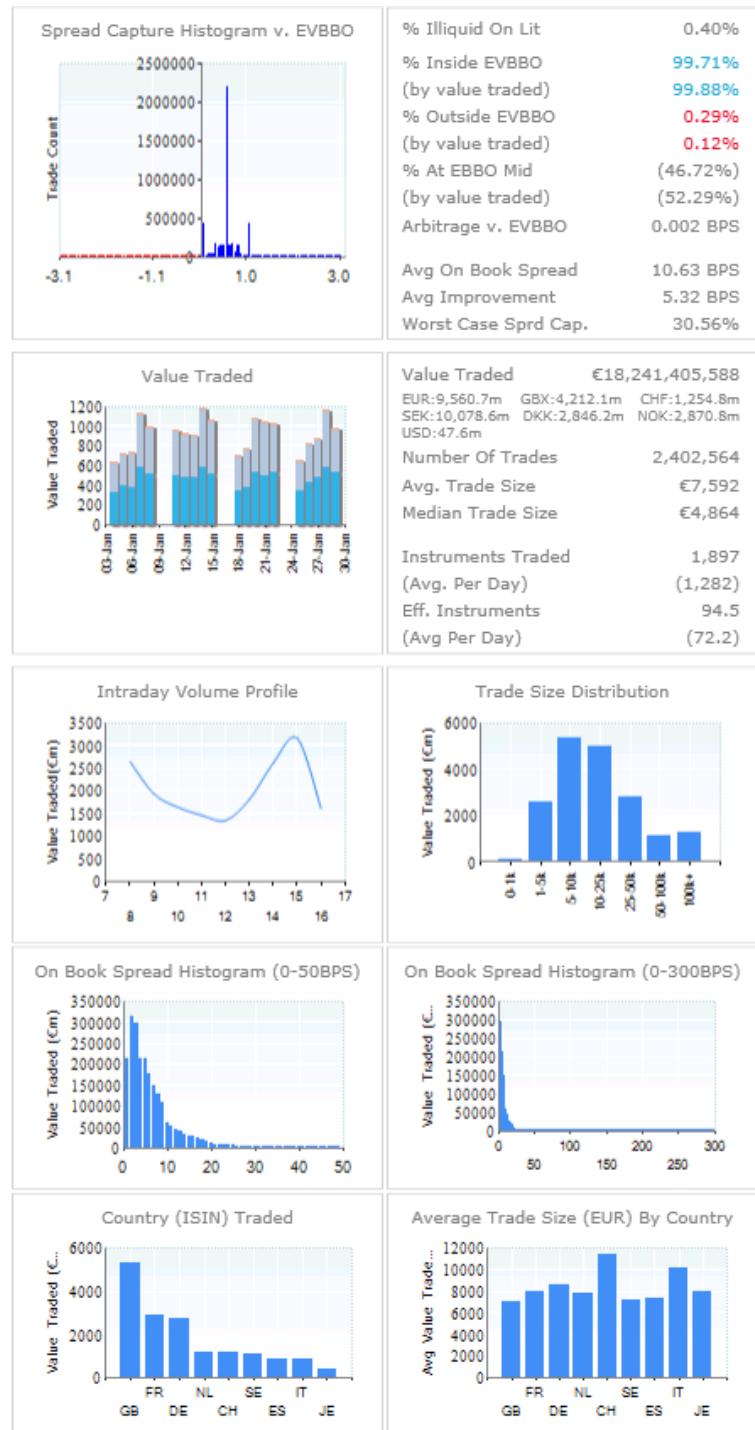 Spread Capture Histogram v. EVBBO
Trade Count
2500000
2000000
1500000
1000000
500000
0
-3.1 -1.1 1.0 3.0
% Illiquid On Lit 0.40%
% Inside EVBBO 99.71%
(by value traded) 99.88%
% Outside EVBBO 0.29%
(by value traded) 0.12%
% At EBBO Mid (46.72%)
(by value traded) (52.29%)
Arbitrage v. EVBBO 0.002 BPS
Avg On Book Spread 10.63 BPS
Avg Improvement 5.32 BPS
Worst Case Sprd Cap. 30.56%
Value Traded
Value Traded
1200
1000
800
600
400
200
0
03-Jan 06-Jan 09-Jan 12-Jan 15-Jan 18-Jan 21-Jan 24-Jan 27-Jan 30-Jan
Value Traded €18,241,405,588
EUR:9,560.7m GBX:4,212.1m CHF:1,254.8m
SEK:10,078.6m DKK:2,846.2m NOK:2,870.8m
USD:47.6m
Number Of Trades 2,402,564
Avg. Trade Size €7,592
Median Trade Size €4,864
Instruments Traded 1,897
(Avg. Per Day) (1,282)
Eff. Instruments 94.5
(Avg Per Day) (72.2)
Intraday Volume Profile
Value Traded(€m)
3500
3000
2500
2000
1500
1000
500
0
7 9 11 13 15 17
8 10 12 14 16
Trade Size Distribution
Value Traded (€m)
6000
4000
2000
0
0-1k 1-5k 5-10k 10-25k 25-50k 50-100k 100k+
On Book Spread Histogram (0-50BPS)
Value Traded (€m)
350000
300000
250000
200000
150000
100000
50000
0
0 10 20 30 40 50
On Book Spread Histogram (0-300BPS)
Value Traded (€...
350000
300000
250000
200000
150000
100000
50000
0
0 100 200 300
50 150 250
Country (ISIN) Traded
Value Traded (€...
6000
4000
2000
0
FR NL SE IT
GB DE CH ES JE
Average Trade Size (EUR) By Country
Avg Value Trade...
12000
10000
8000
6000
4000
2000
0
FR NL SE IT
GB DE CH ES JE